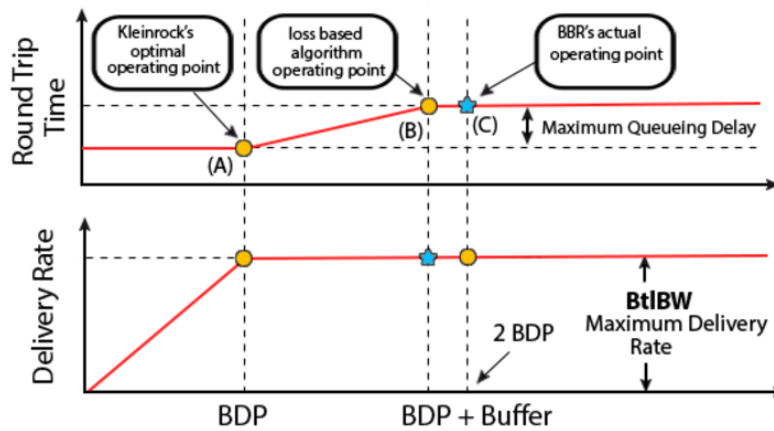 Kleinrock's
optimal
operating point
loss based
algorithm
operating point
BBR's actual
operating point
Round Trip
Time
(A)
(B)
(C)
Maximum Queueing Delay
Delivery Rate
BtlBW
Maximum Delivery
Rate
2 BDP
BDP
BDP + Buffer